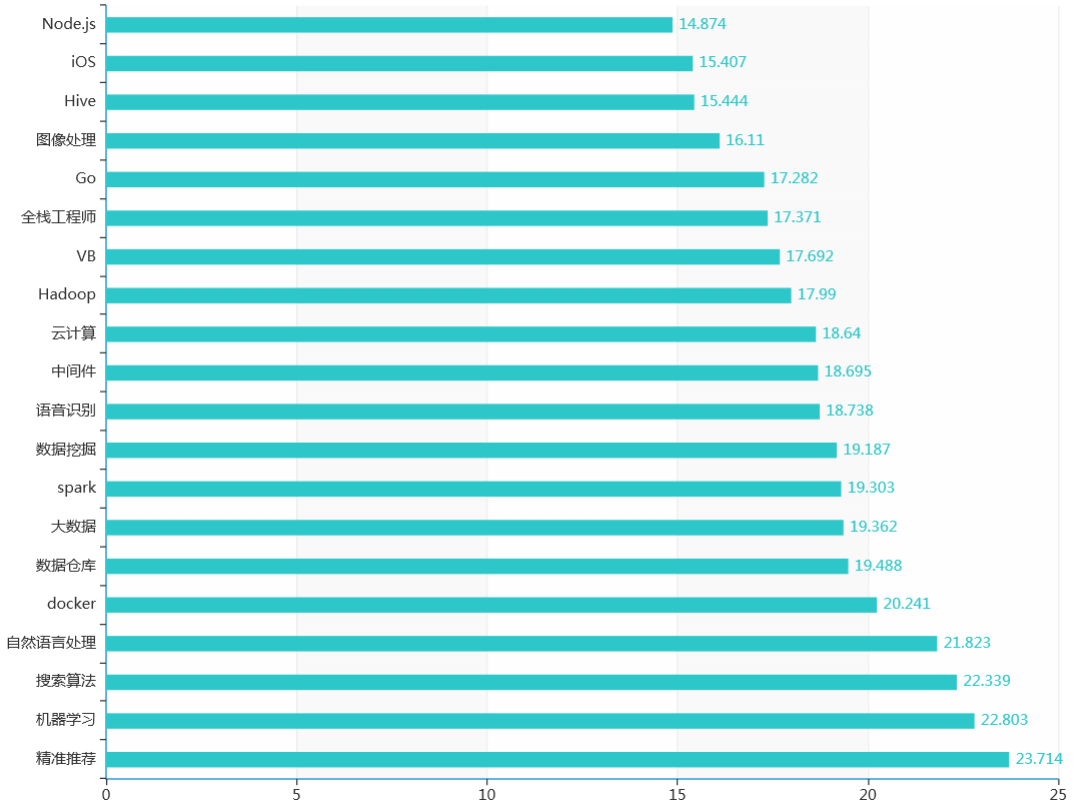 Node.js 14.874
iOS 15.407
Hive 15.444
图像处理 16.11
Go 17.282
全栈工程师 17.371
VB 17.692
Hadoop 17.99
云计算 18.64
中间件 18.695
语音识别 18.738
数据挖掘 19.187
spark 19.303
大数据 19.362
数据仓库 19.488
docker 20.241
自然语言处理 21.823
搜索算法 22.339
机器学习 22.803
精准推荐 23.714
0 5 10 15 20 25